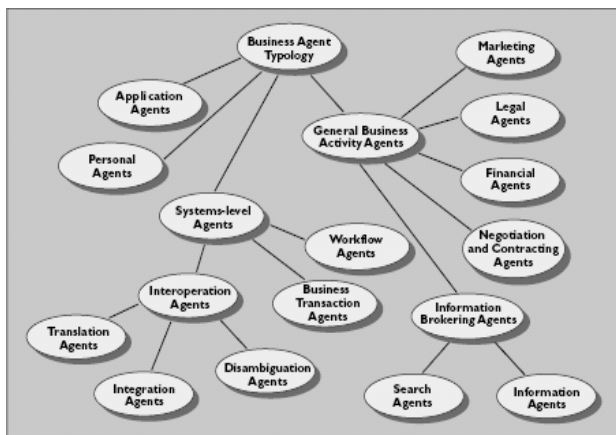 Business Agent
Typology
Marketing
Agents
Application
Agents
Legal
Agents
General Business
Activity Agents
Personal
Agents
Financial
Agents
Systems-level
Agents
Workflow
Agents
Negotiation
and Contracting
Agents
Interoperation
Agents
Business
Transaction
Agents
Information
Brokering Agents
Translation
Agents
Disambiguation
Agents
Integration
Agents
Search
Agents
Information
Agents